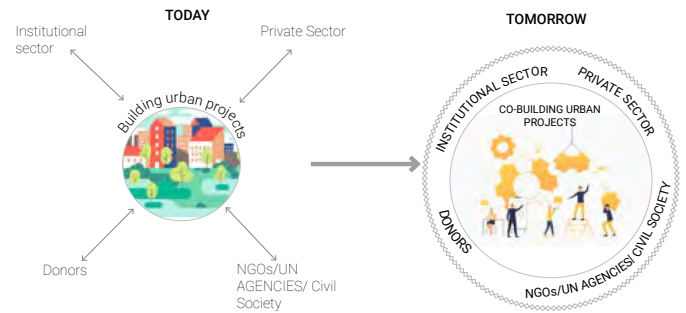 TODAY
Institutional
sector
Private Sector
Building urban projects
Donors
NGOs/UN
AGENCIES/ Civil
Society
TOMORROW
INSTITUTIONAL SECTOR
PRIVATE SECTOR
CO-BUILDING URBAN
PROJECTS
DONORS
NGOs/UN AGENCIES/ CIVIL SOCIETY